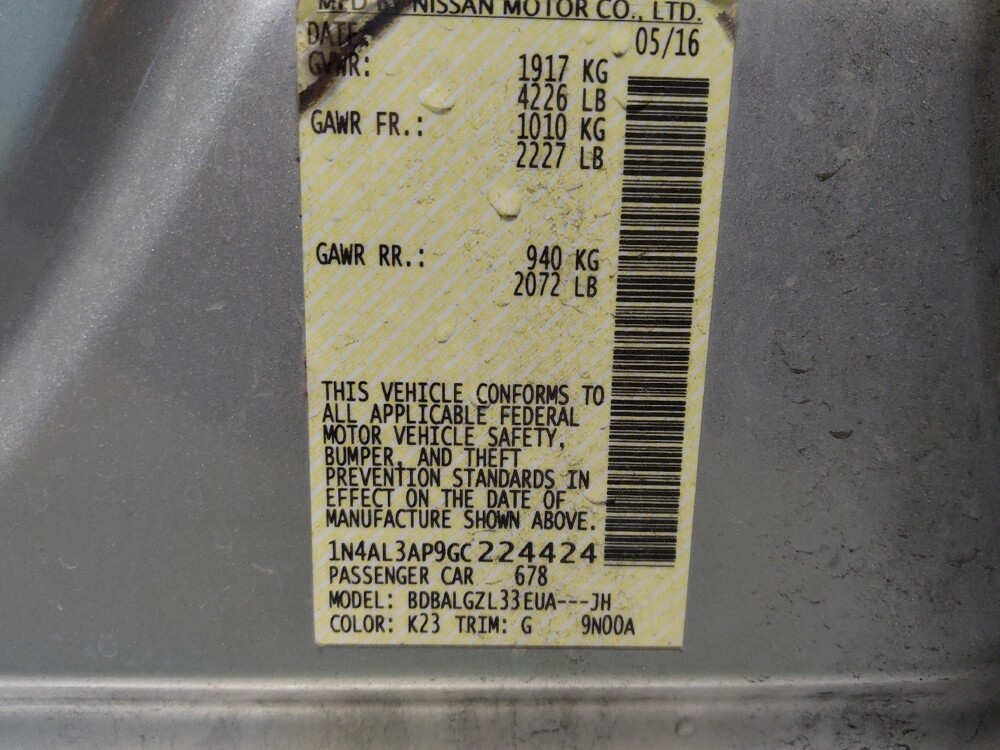 MFD BY NISSAN MOTOR CO., LTD.
DATE: 05/16
GVWR: 1917 KG
4226 LB
GAWR FR.: 1010 KG
2227 LB
GAWR RR.: 940 KG
2072 LB
THIS VEHICLE CONFORMS TO
ALL APPLICABLE FEDERAL
MOTOR VEHICLE SAFETY,
BUMPER, AND THEFT
PREVENTION STANDARDS IN
EFFECT ON THE DATE OF
MANUFACTURE SHOWN ABOVE.
1N4AL3AP9GC224424
PASSENGER CAR 678
MODEL: BDBALGZL33EUA---JH
COLOR: K23 TRIM: G 9N00A